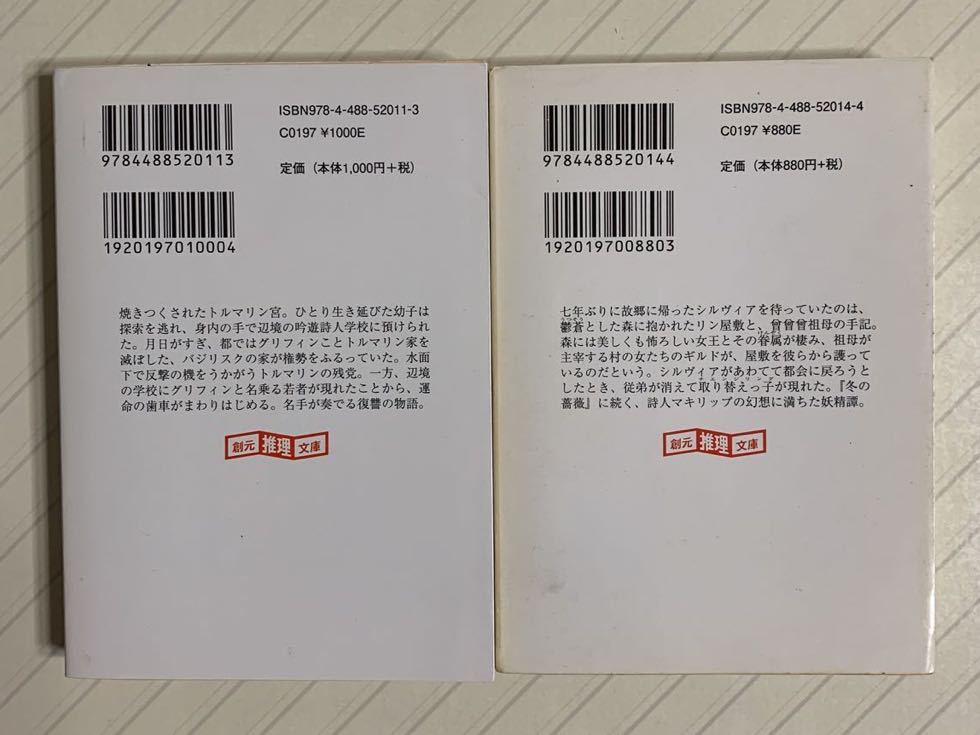 ISBN978-4-488-52011-3
C0197 ¥1000E
9784488520113
定価（本体1,000円＋税）
1920197010004
焼きつくされたトルマリン宮。ひとり生き延びた幼子は
探索を逃れ、身内の手で辺境の吟遊詩人学校に預けられ
た。月日がすぎ、都ではグリフィンことトルマリン家を
滅ぼした、バジリスクの家が権勢をふるっていた。水面
下で反撃の機をうかがうトルマリンの残党。一方、辺境
の学校にグリフィンと名乗る若者が現れたことから、運
命の歯車がまわりはじめる。名手が奏でる復讐の物語。
創元 推理 文庫
ISBN978-4-488-52014-4
C0197 ¥880E
9784488520144
定価（本体880円＋税）
1920197008803
七年ぶりに故郷に帰ったシルヴィアを待っていたのは、
鬱蒼とした森に抱かれたリン屋敷と、曾曾曾祖母の手記。
森には美しくも怖ろしい女王とその眷属が棲み、祖母が
主宰する村の女たちのギルドが、屋敷を彼らから護って
いるのだという。シルヴィアがあわてて都会に戻ろうと
したとき、従弟が消えて取り替えっ子が現れた。『冬の
薔薇』に続く、詩人マキリップの幻想に満ちた妖精譚。
創元 推理 文庫